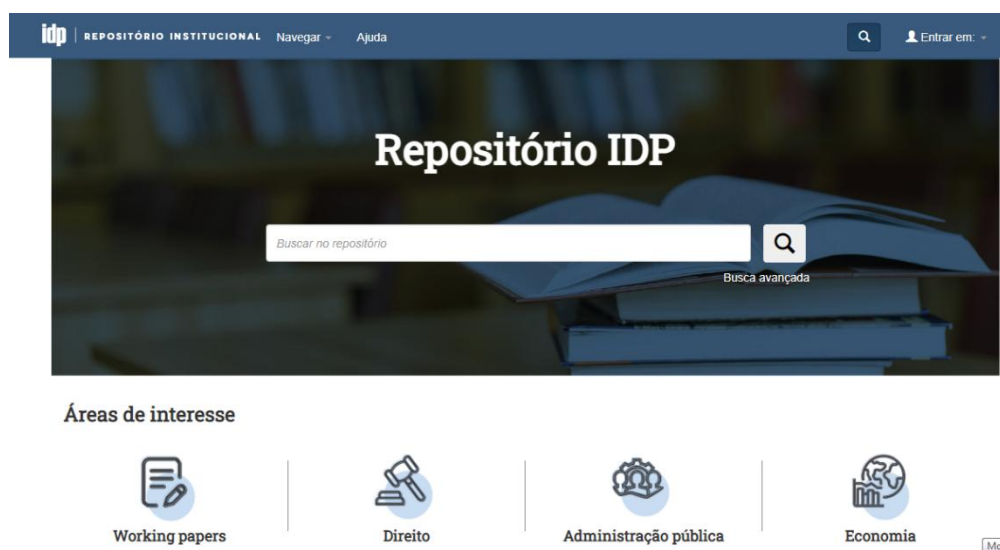 idp REPOSITÓRIO INSTITUCIONAL Navegar Ajuda Entrar em:
Repositório IDP
Buscar no repositório
Busca avançada
Áreas de interesse
Working papers Direito Administração pública Economia